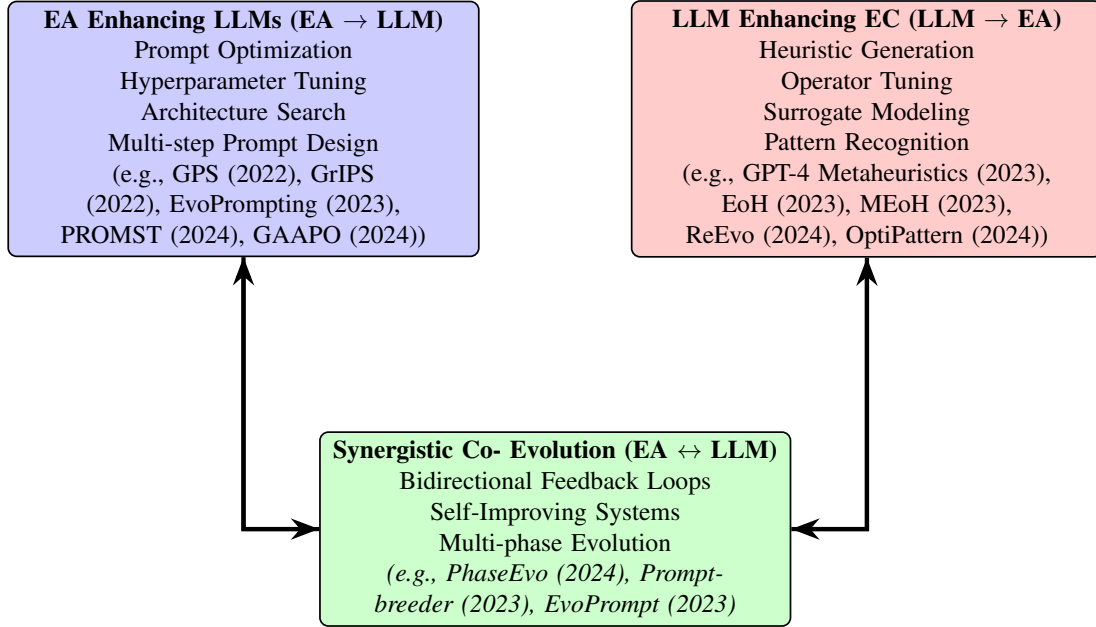 EA Enhancing LLMs (EA → LLM)
Prompt Optimization
Hyperparameter Tuning
Architecture Search
Multi-step Prompt Design
(e.g., GPS (2022), GrIPS
(2022), EvoPrompting (2023),
PROMST (2024), GAAPO (2024))
LLM Enhancing EC (LLM → EA)
Heuristic Generation
Operator Tuning
Surrogate Modeling
Pattern Recognition
(e.g., GPT-4 Metaheuristics (2023),
EoH (2023), MEoH (2023),
ReEvo (2024), OptiPattern (2024))
Synergistic Co- Evolution (EA ↔ LLM)
Bidirectional Feedback Loops
Self-Improving Systems
Multi-phase Evolution
(e.g., PhaseEvo (2024), Prompt-
breeder (2023), EvoPrompt (2023)